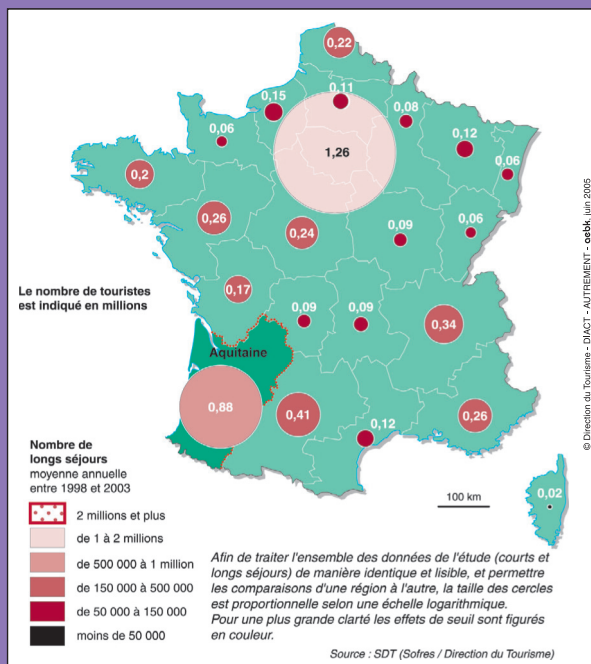 0,22
0,11
0,15
0,08
0,06
0,12
1,26
0,06
0,2
0,26
0,24
0,09
0,06
0,17
Le nombre de touristes
est indiqué en millions
0,09
0,09
0,34
Aquitaine
0,88
0,41
0,26
0,12
Nombre de
longs séjours
moyenne annuelle
entre 1998 et 2003
2 millions et plus
de 1 à 2 millions
de 500 000 à 1 million
de 150 000 à 500 000
de 50 000 à 150 000
moins de 50 000
100 km
0,02
Afin de traiter l'ensemble des données de l'étude (courts et
longs séjours) de manière identique et lisible, et permettre
les comparaisons d'une région à l'autre, la taille des cercles
est proportionnelle selon une échelle logarithmique.
Pour une plus grande clarté les effets de seuil sont figurés
en couleur.
Source : SDT (Sofres / Direction du Tourisme)
© Direction du Tourisme - DIACT - AUTREMENT - aebk, juin 2005